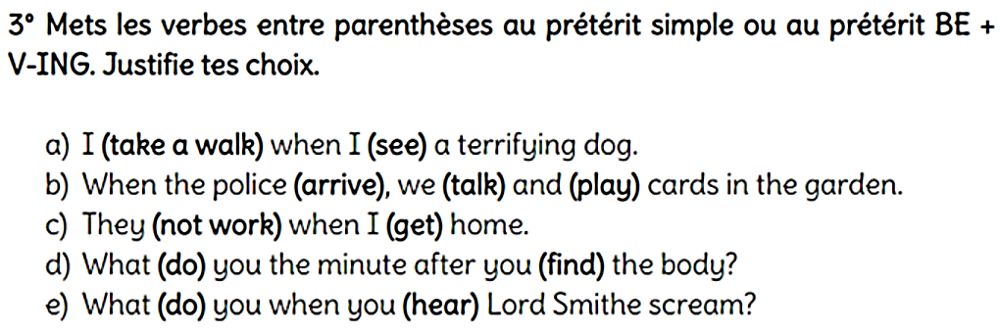 3° Mets les verbes entre parenthèses au prétérit simple ou au prétérit BE +
V-ING. Justifie tes choix.
a) I (take a walk) when I (see) a terrifying dog.
b) When the police (arrive), we (talk) and (play) cards in the garden.
c) They (not work) when I (get) home.
d) What (do) you the minute after you (find) the body?
e) What (do) you when you (hear) Lord Smithe scream?